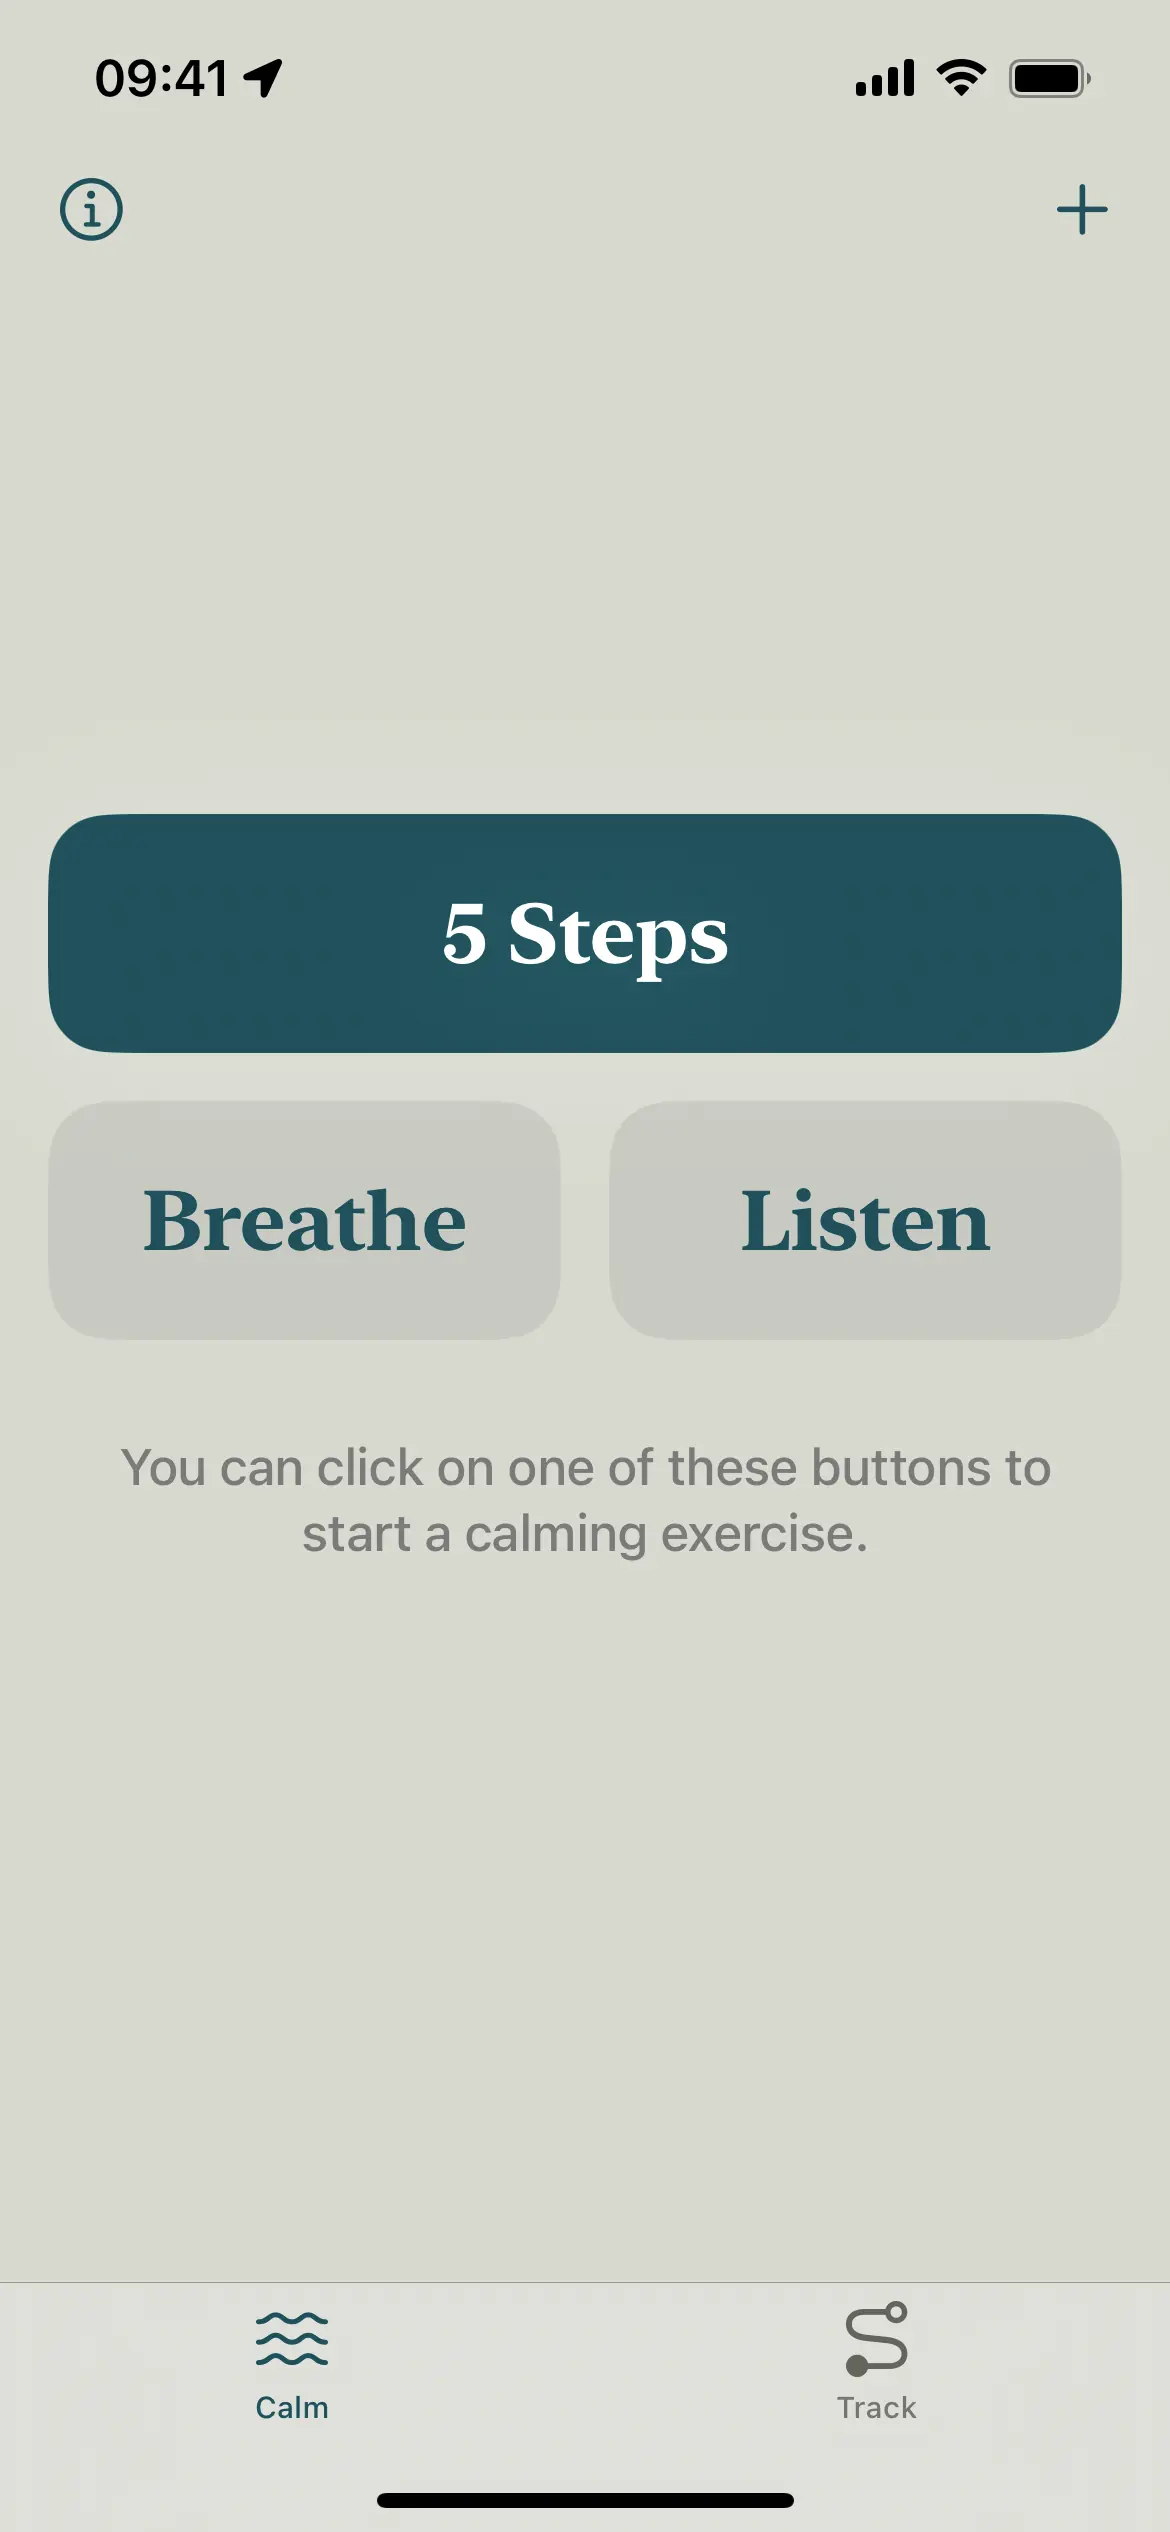 09:41
5 Steps
Breathe
Listen
You can click on one of these buttons to
start a calming exercise.
Calm
Track